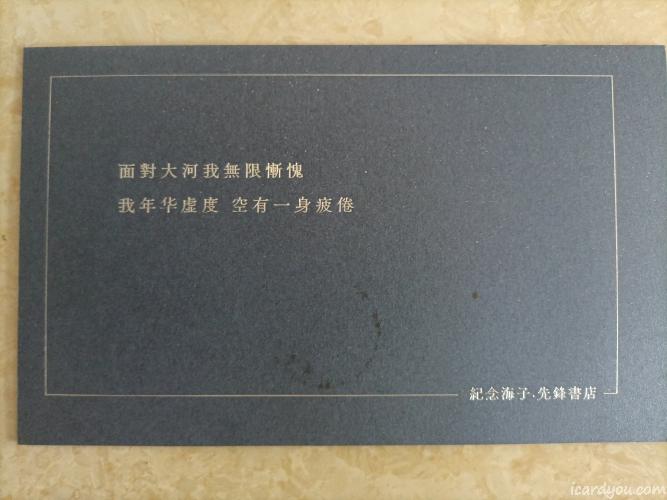 面對大河我無限慚愧
我年华虚度 空有一身疲倦
紀念海子·先鋒書店
icardyou.com